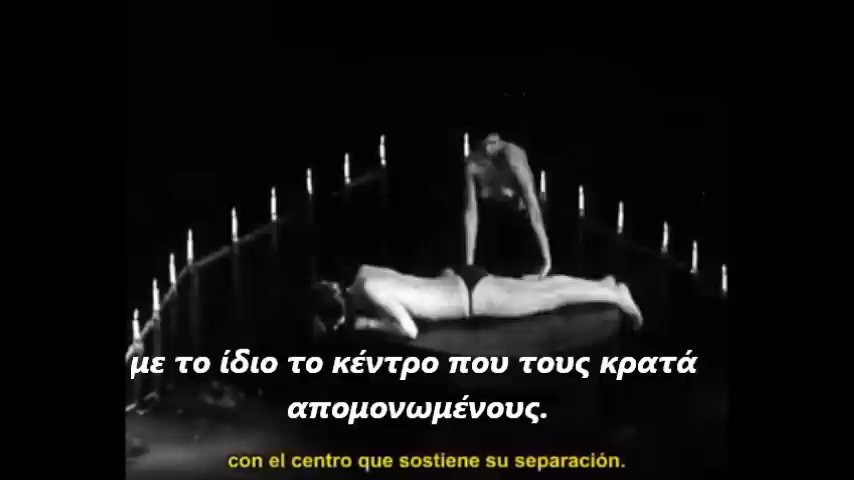 με το ίδιο το κέντρο που τους κρατά
απομονωμένους.
con el centro que sostiene su separación.